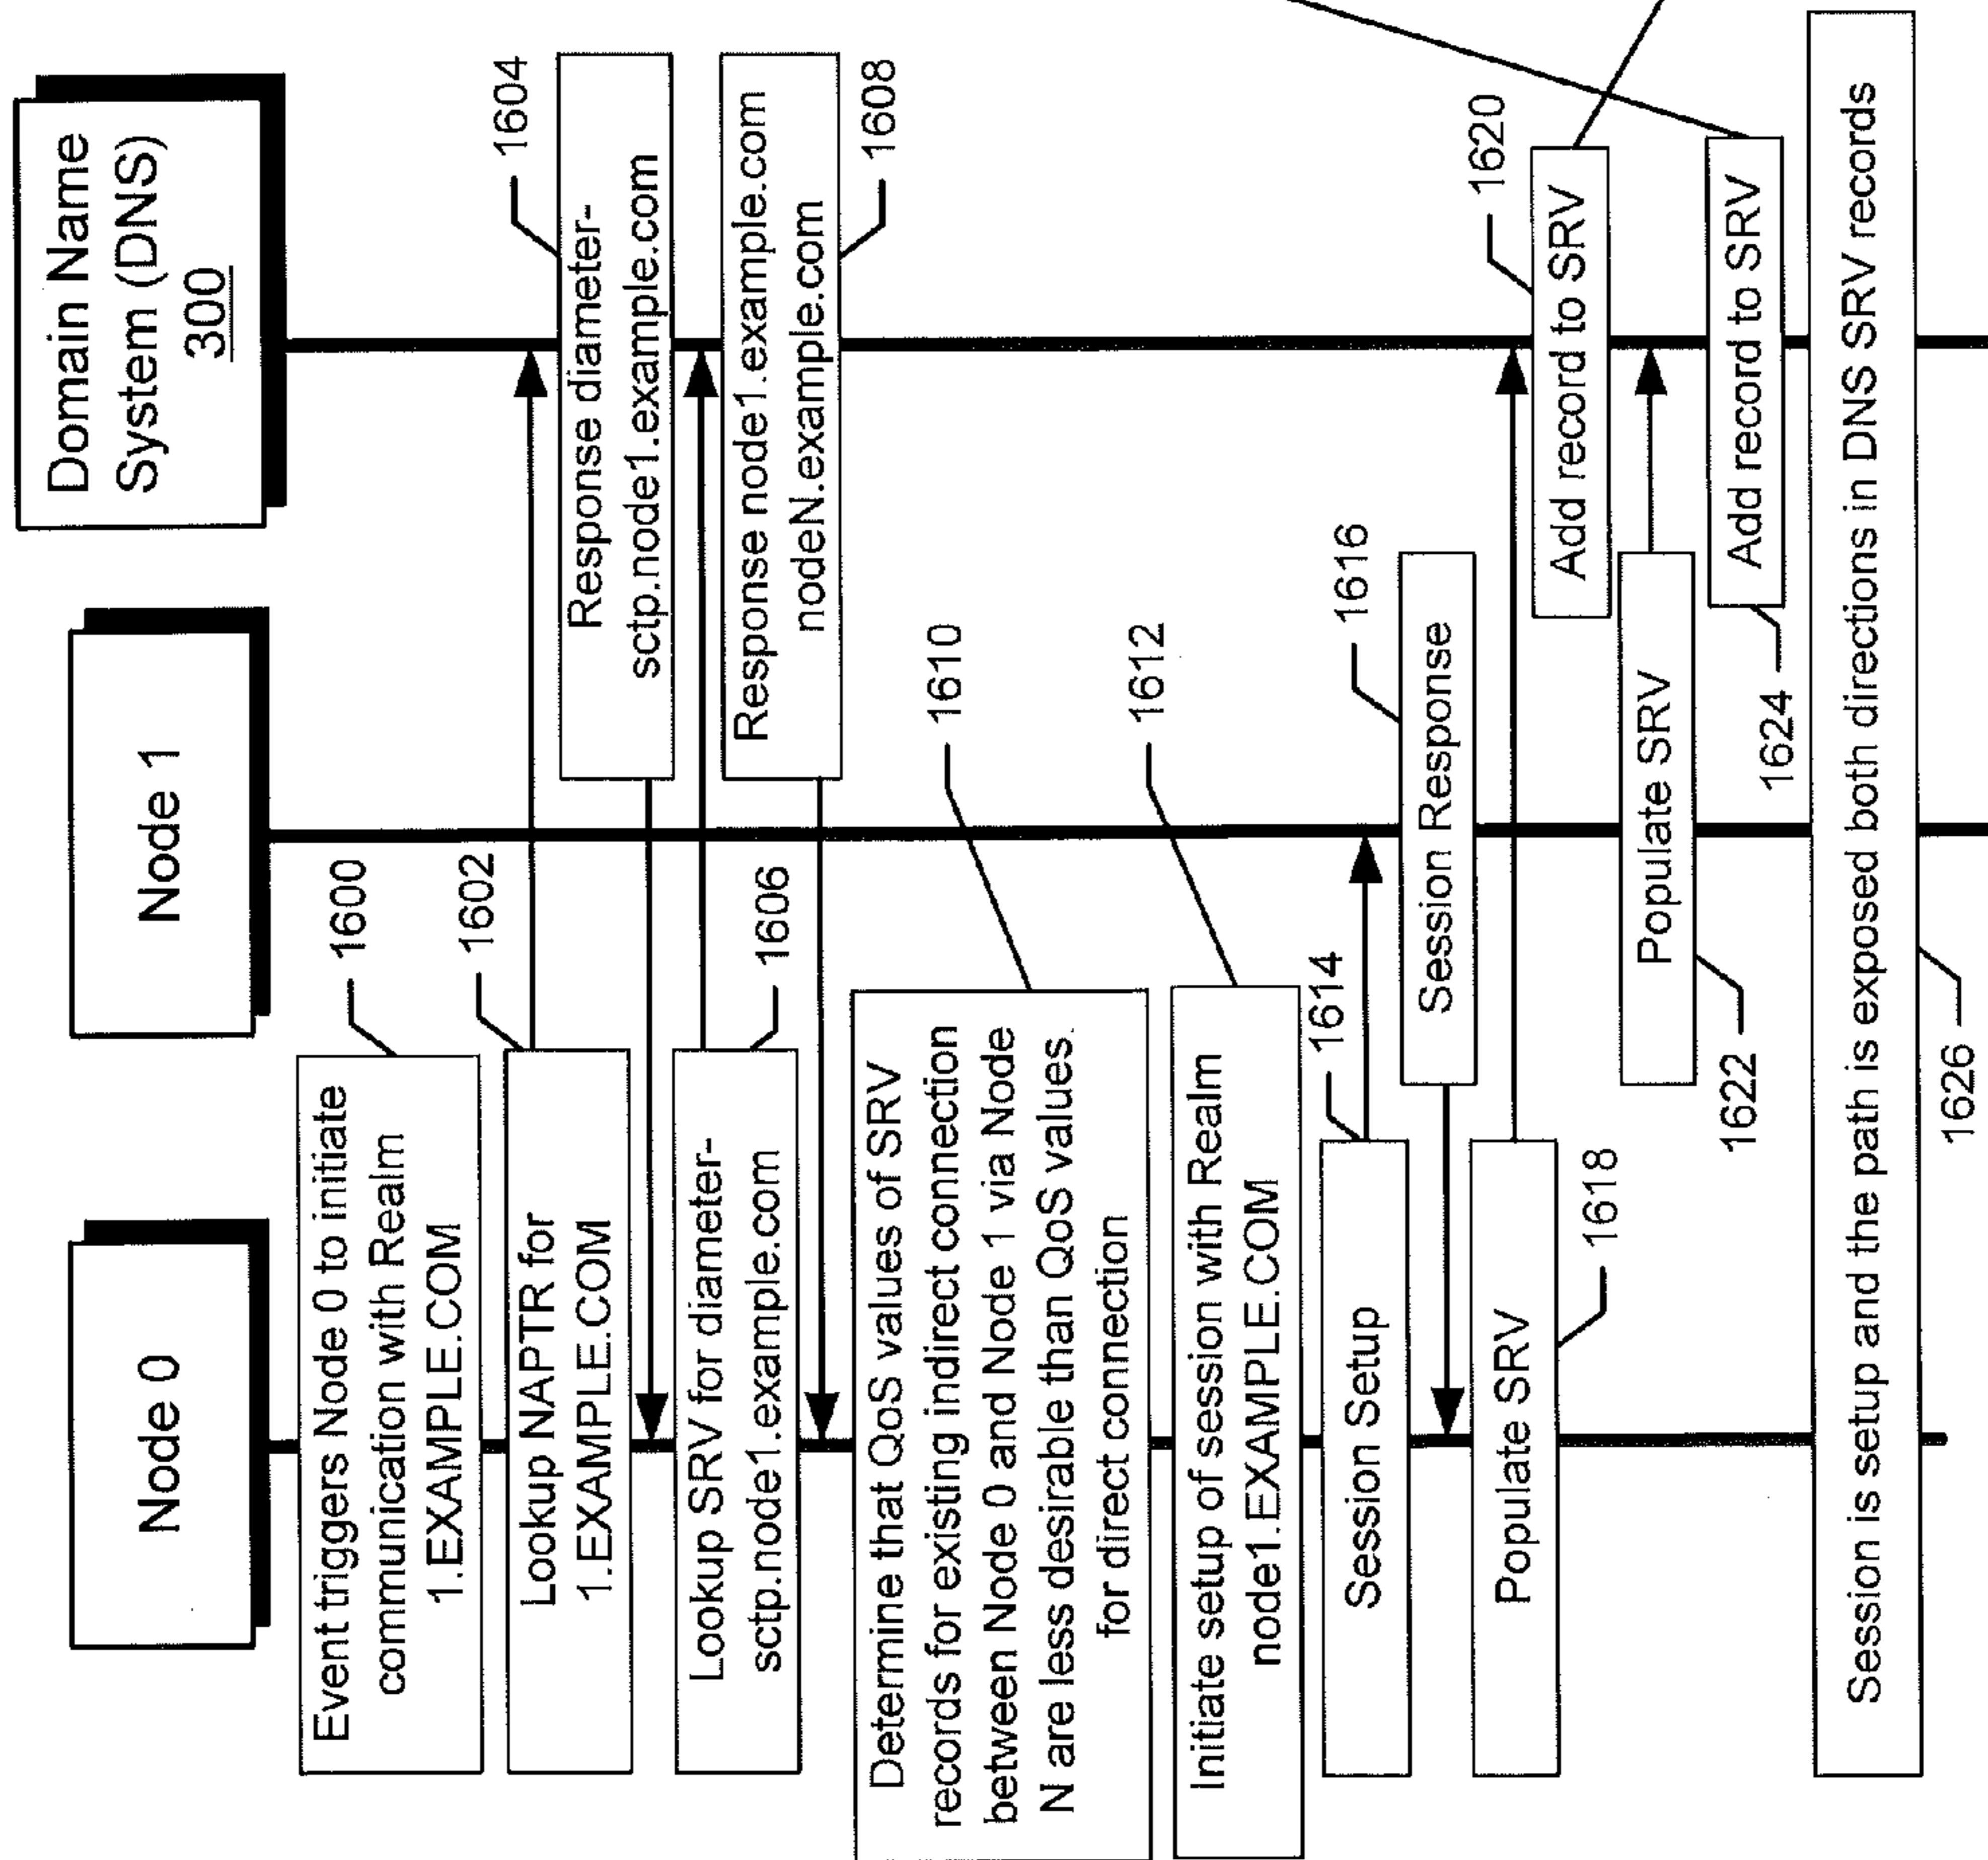 Node 0
Node 1
Domain Name
System (DNS)
300
Event triggers Node 0 to initiate
communication with Realm
1.EXAMPLE.COM
1600
Lookup NAPTR for
1.EXAMPLE.COM
1602
Response diameter-
sctp.node1.example.com
1604
Lookup SRV for diameter-
sctp.node1.example.com
1606
Response node1.example.com
nodeN.example.com
1608
Determine that QoS values of SRV
records for existing indirect connection
between Node 0 and Node 1 via Node
N are less desirable than QoS values
for direct connection
1610
Initiate setup of session with Realm
node1.EXAMPLE.COM
1612
Session Setup
1614
Session Response
1616
Populate SRV
1618
Add record to SRV
1620
Populate SRV
1622
Add record to SRV
1624
Session is setup and the path is exposed both directions in DNS SRV records
1626